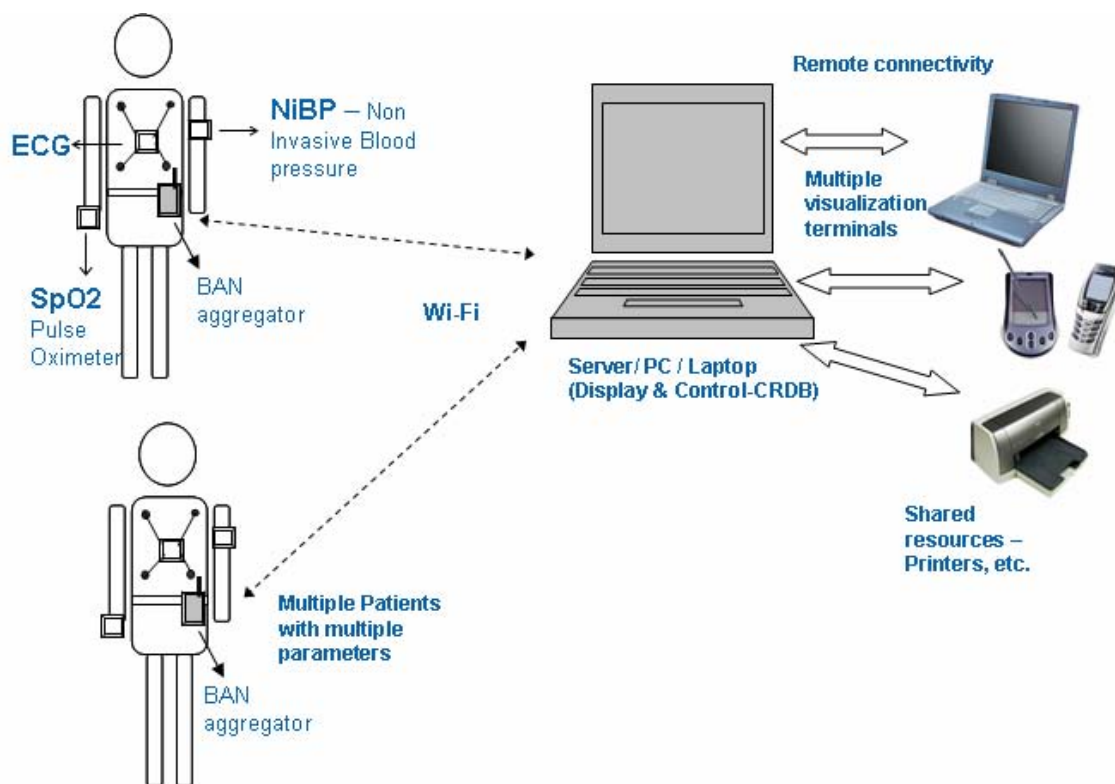 ECG
NiBP – Non
Invasive Blood
pressure
SpO2
Pulse
Oximeter
BAN
aggregator
Wi-Fi
Remote connectivity
Multiple
visualization
terminals
Server/ PC / Laptop
(Display & Control-CRDB)
Shared
resources –
Printers, etc.
Multiple Patients
with multiple
parameters
BAN
aggregator